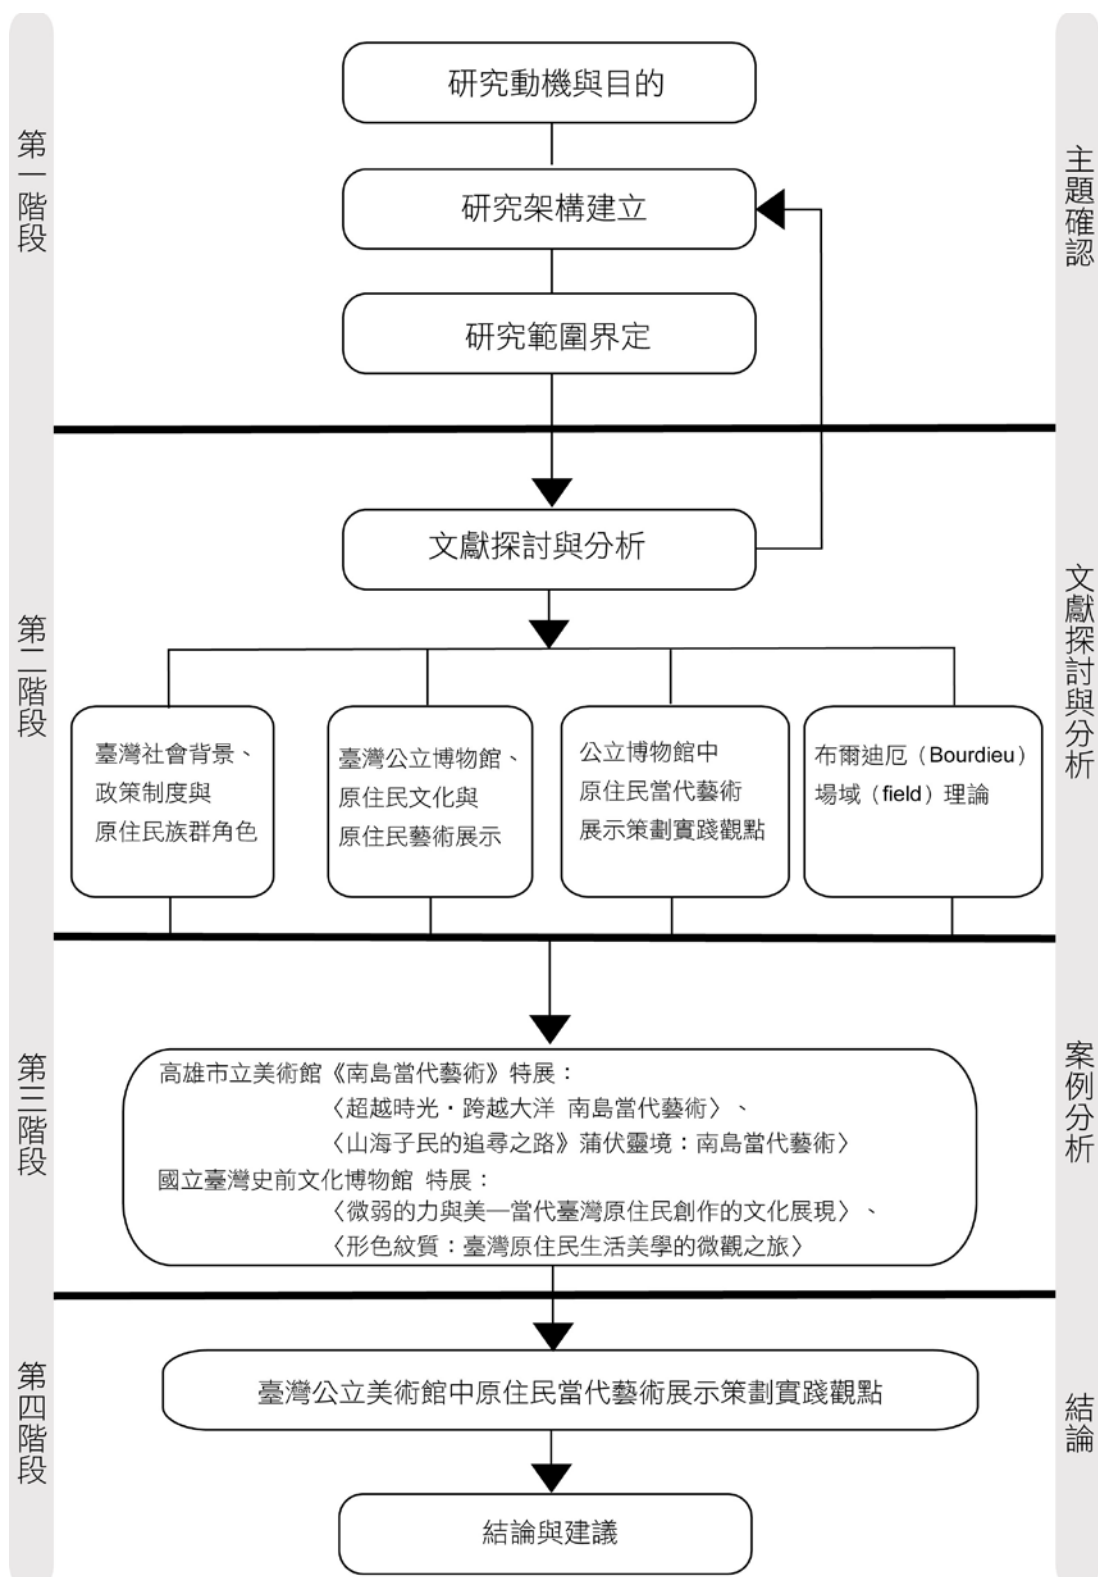 第一階段
主題確認
研究動機與目的
研究架構建立
研究範圍界定
第二階段
文獻探討與分析
文獻探討與分析
臺灣社會背景、
政策制度與
原住民族群角色
臺灣公立博物館、
原住民文化與
原住民藝術展示
公立博物館中
原住民當代藝術
展示策劃實踐觀點
布爾迪厄（Bourdieu）
場域（field）理論
第三階段
案例分析
高雄市立美術館《南島當代藝術》特展：
〈超越時光・跨越大洋 南島當代藝術〉、
〈山海子民的追尋之路》蒲伏靈境：南島當代藝術〉
國立臺灣史前文化博物館 特展：
〈微弱的力與美—當代臺灣原住民創作的文化展現〉、
〈形色紋質：臺灣原住民生活美學的微觀之旅〉
第四階段
結論
臺灣公立美術館中原住民當代藝術展示策劃實踐觀點
結論與建議